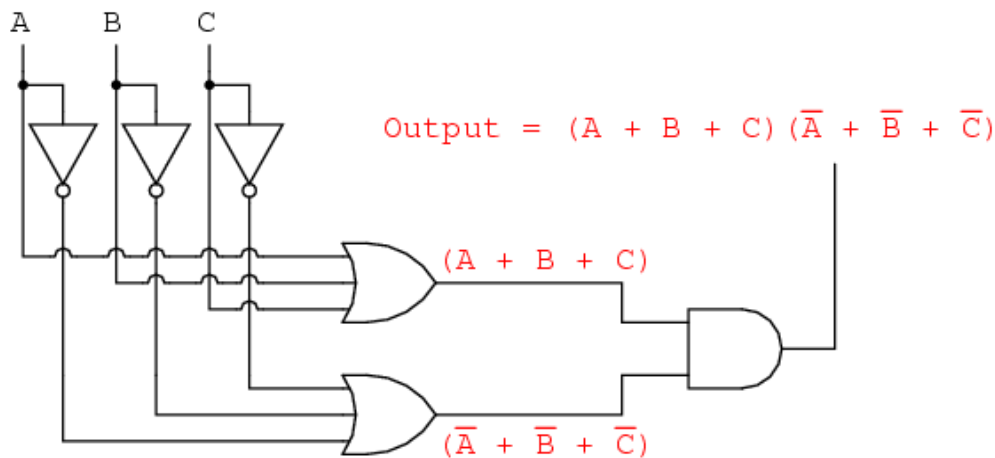 A B C
Output = (A + B + C)(A̅ + B̅ + C̅)
(A + B + C)
(A̅ + B̅ + C̅)